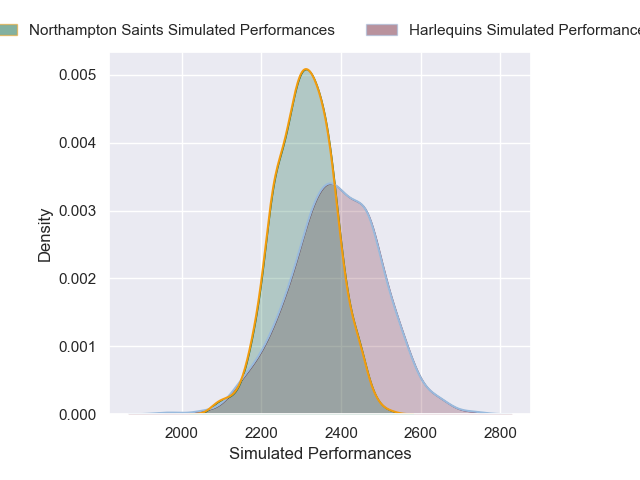 Northampton Saints Simulated Performances
Harlequins Simulated Performance
0.005
0.004
0.003
0.002
0.001
0.000
Density
2000 2200 2400 2600 2800
Simulated Performances